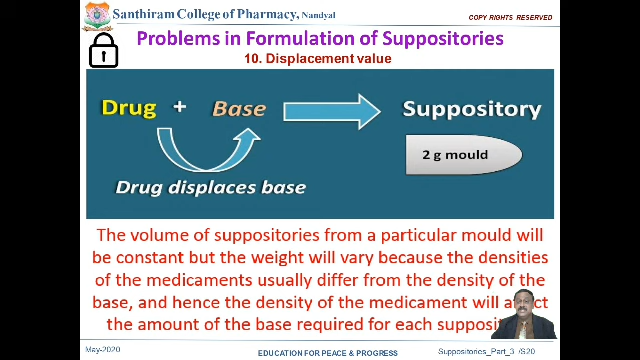 Santhiram College of Pharmacy, Nandyal
COPY RIGHTS RESERVED
Problems in Formulation of Suppositories
10. Displacement value
Drug + Base
Suppository
2 g mould
Drug displaces base
The volume of suppositories from a particular mould will
be constant but the weight will vary because the densities
of the medicaments usually differ from the density of the
base, and hence the density of the medicament will
the amount of the base required for each
May-2020
EDUCATION FOR PEACE & PROGRESS
Suppositories_Part_3 /S20